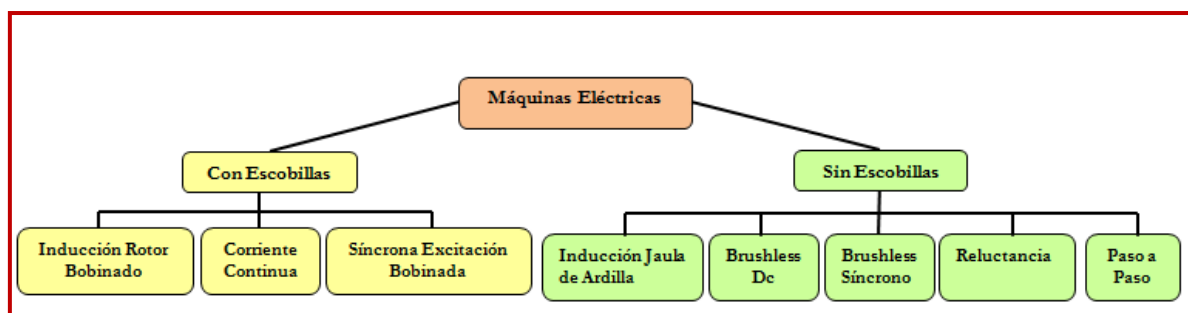 Máquinas Eléctricas
Con Escobillas
Sin Escobillas
Inducción Rotor
Bobinado
Corriente
Continua
Síncrona Excitación
Bobinada
Inducción Jaula
de Ardilla
Brushless
Dc
Brushless
Síncrono
Reluctancia
Paso a
Paso